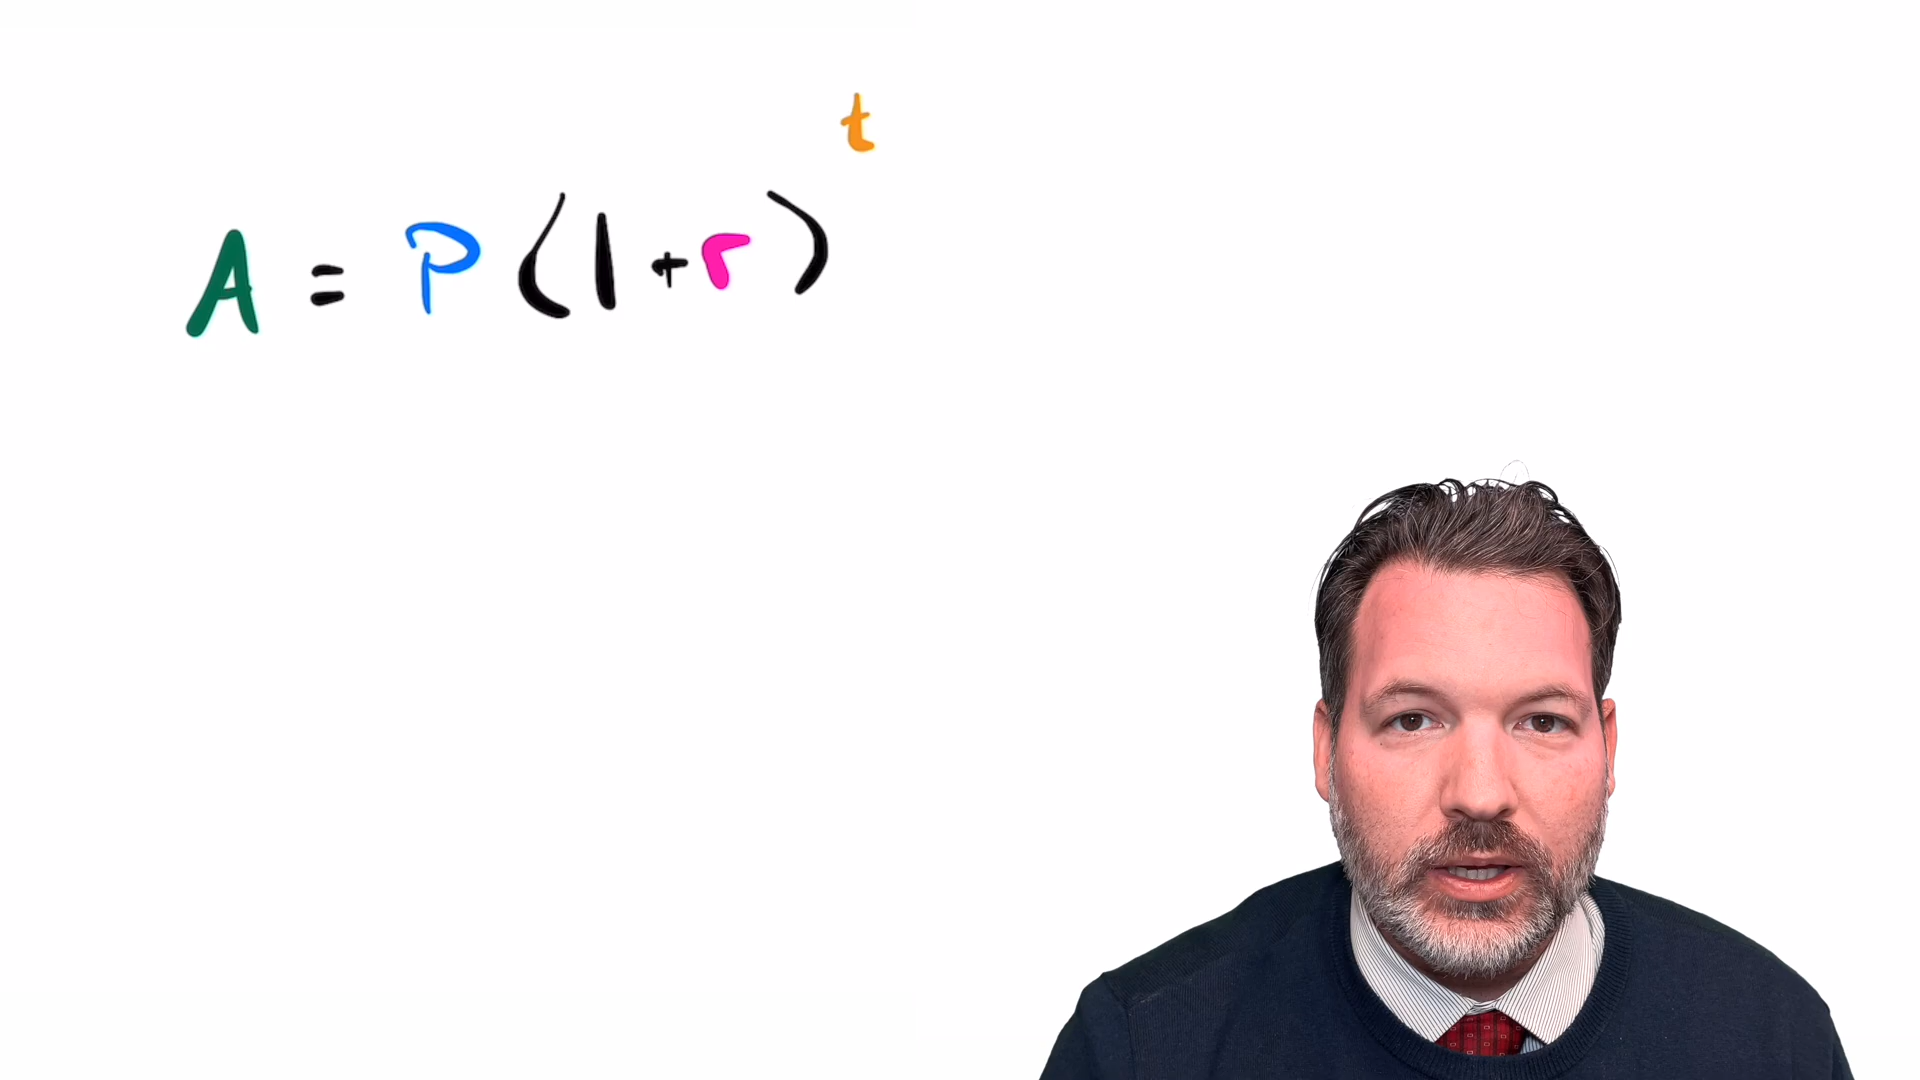 A = P(1+r)^t